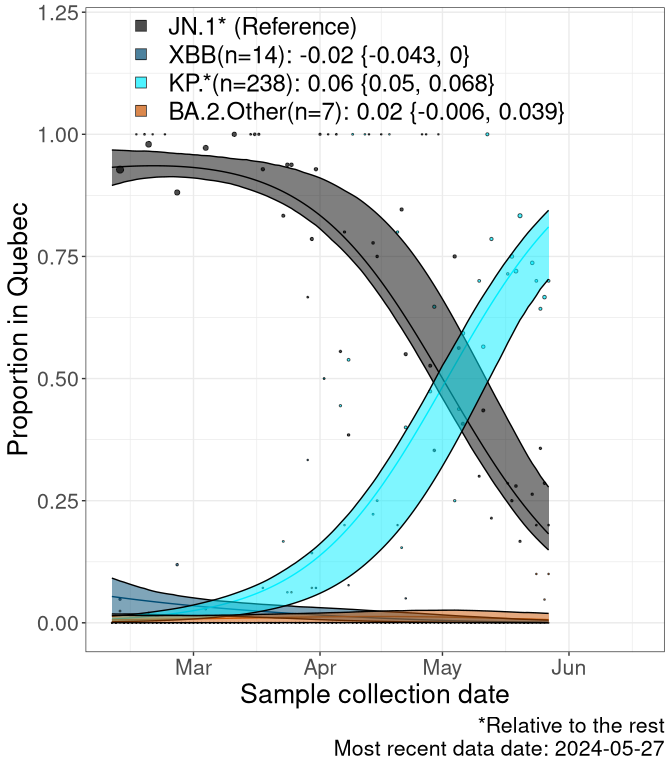 JN.1* (Reference)
XBB(n=14): -0.02 {-0.043, 0}
KP.*(n=238): 0.06 {0.05, 0.068}
BA.2.Other(n=7): 0.02 {-0.006, 0.039}
1.25
1.00
0.75
0.50
0.25
0.00
Proportion in Quebec
Mar Apr May Jun
Sample collection date
*Relative to the rest
Most recent data date: 2024-05-27